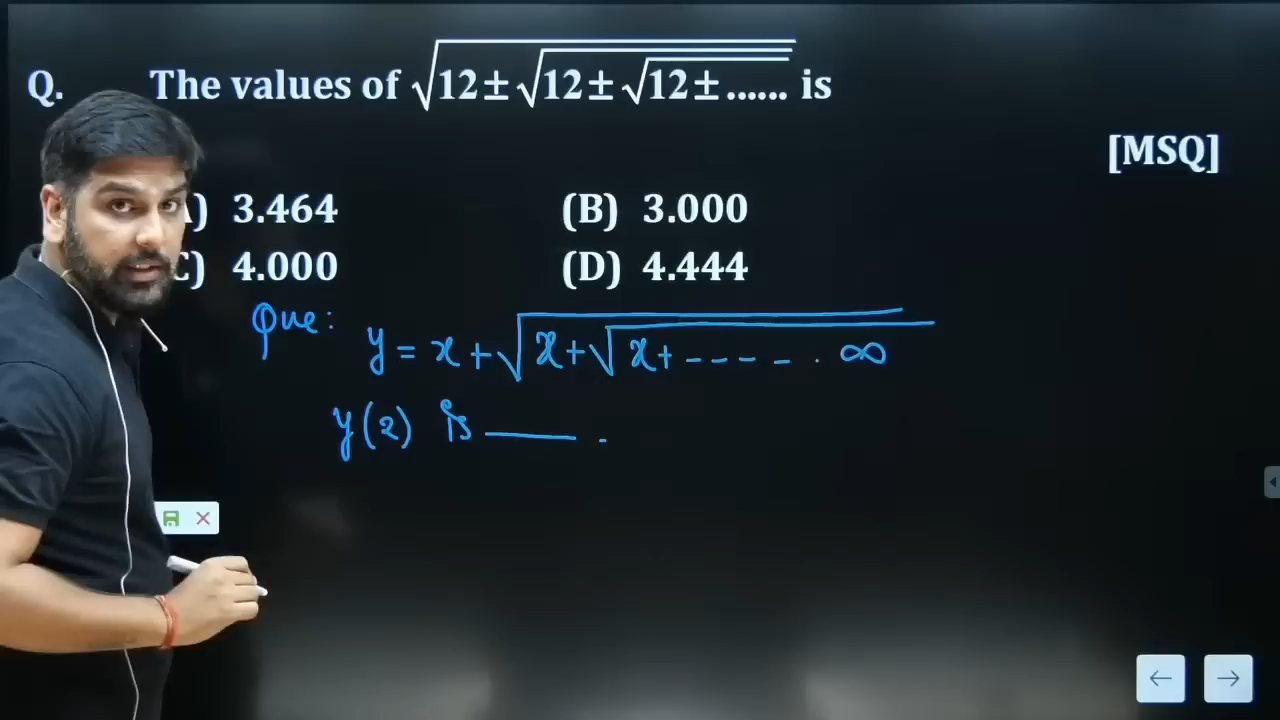 Q. The values of √12±√12±√12±...... is
[MSQ]
) 3.464 (B) 3.000
) 4.000 (D) 4.444
Que: y = x + √x + √x + ----- . ∞
y(2) is ____ .